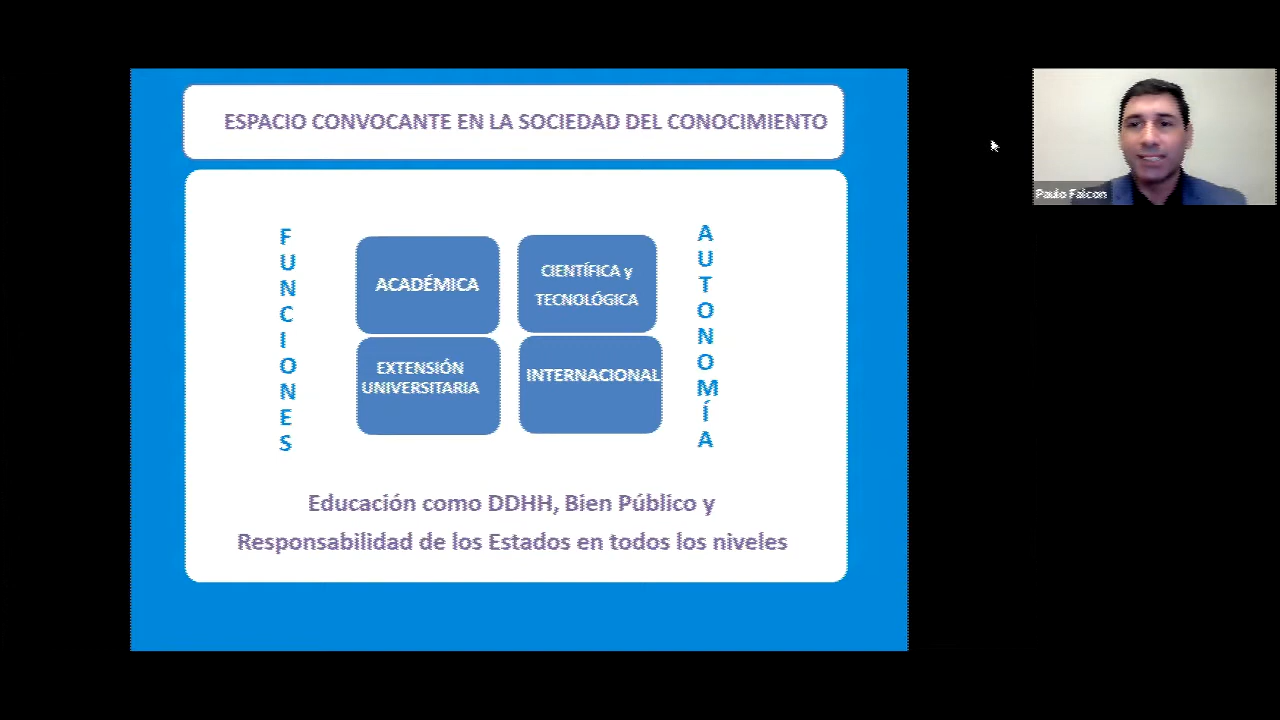 ESPACIO CONVOCANTE EN LA SOCIEDAD DEL CONOCIMIENTO
FUNCIONES
ACADÉMICA
CIENTÍFICA y
TECNOLÓGICA
EXTENSIÓN
UNIVERSITARIA
INTERNACIONAL
AUTONOMÍA
Educación como DDHH, Bien Público y
Responsabilidad de los Estados en todos los niveles
Paulo Falcon